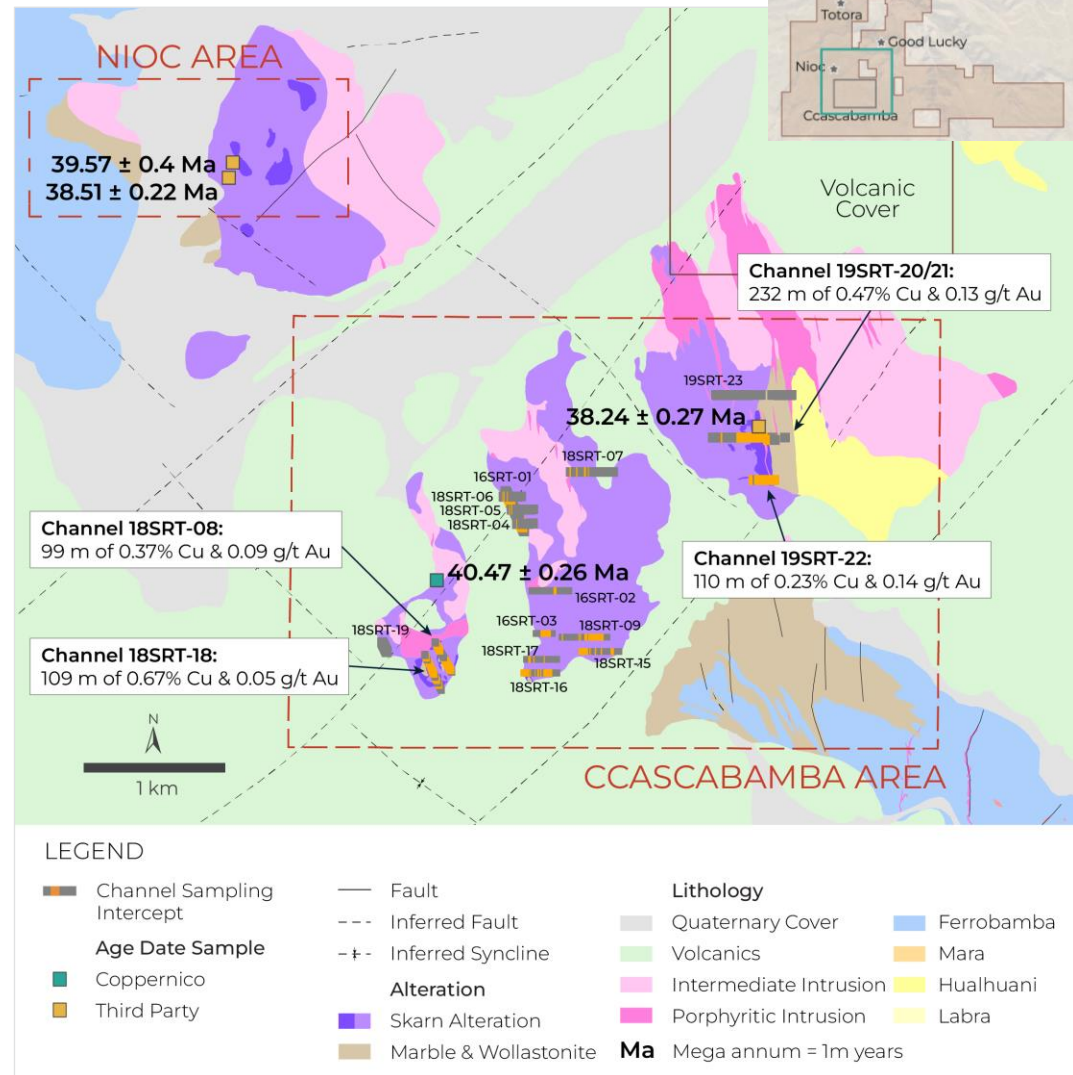 Totora
Good Lucky
Nioc
Ccascabamba
NIOC AREA
39.57 ± 0.4 Ma
38.51 ± 0.22 Ma
Volcanic
Cover
Channel 19SRT-20/21:
232 m of 0.47% Cu & 0.13 g/t Au
19SRT-23
38.24 ± 0.27 Ma
18SRT-07
16SRT-01
18SRT-06
18SRT-05
18SRT-04
Channel 18SRT-08:
99 m of 0.37% Cu & 0.09 g/t Au
Channel 19SRT-22:
110 m of 0.23% Cu & 0.14 g/t Au
40.47 ± 0.26 Ma
16SRT-02
16SRT-03
18SRT-09
18SRT-19
18SRT-17
18SRT-15
Channel 18SRT-18:
109 m of 0.67% Cu & 0.05 g/t Au
18SRT-16
N
1 km
CCASCABAMBA AREA
LEGEND
Channel Sampling
Intercept
Age Date Sample
Coppernico
Third Party
Fault
Inferred Fault
Inferred Syncline
Alteration
Skarn Alteration
Marble & Wollastonite
Lithology
Quaternary Cover
Volcanics
Intermediate Intrusion
Porphyritic Intrusion
Ma Mega annum = 1m years
Ferrobamba
Mara
Hualhuani
Labra